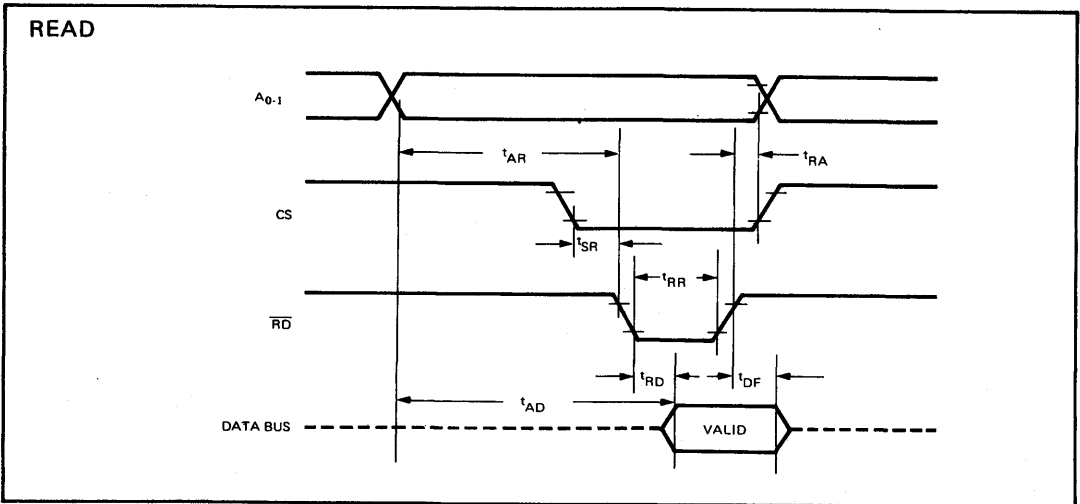 READ
A0-1
tAR
tRA
CS
tSR
tRR
RD
tRD
tDF
tAD
DATA BUS
VALID